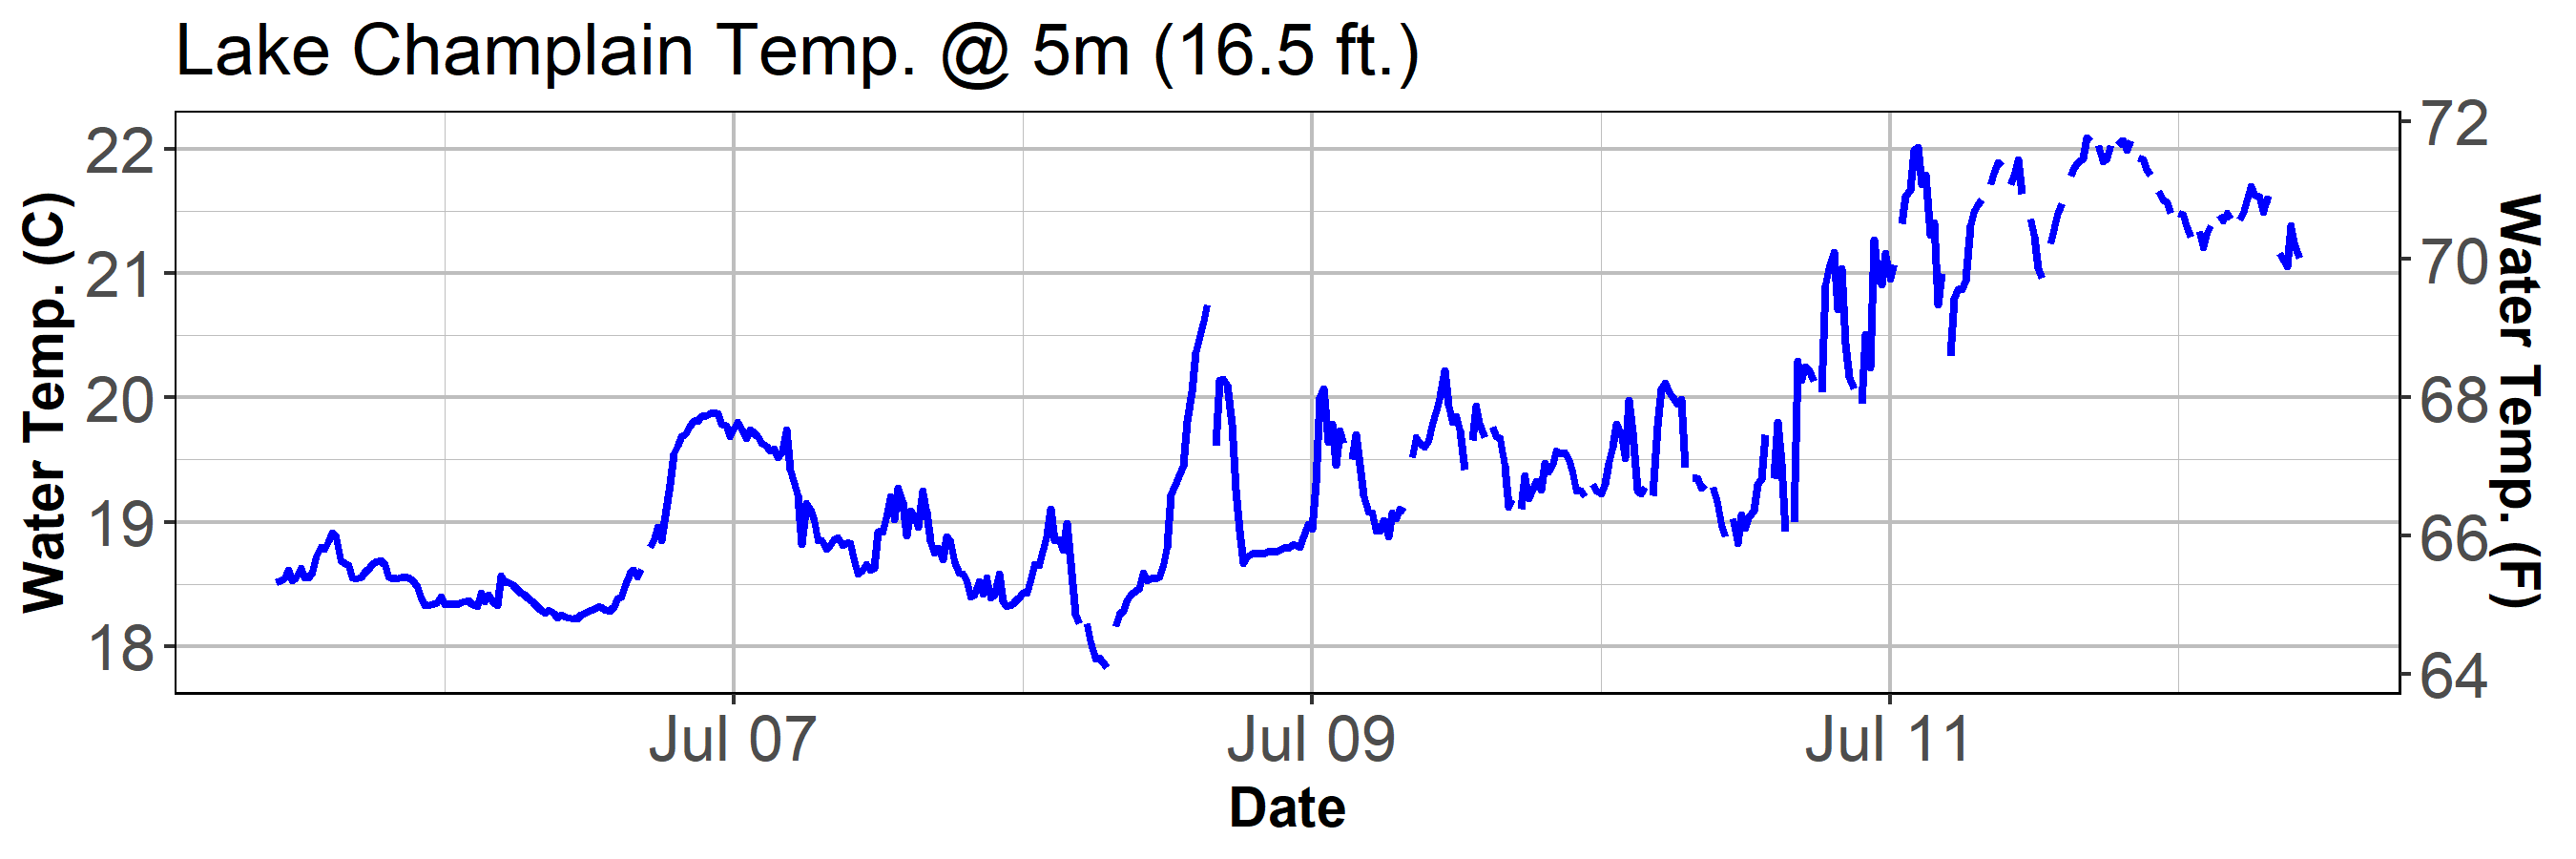 Lake Champlain Temp. @ 5m (16.5 ft.)
Water Temp. (C)
22
21
20
19
18
72
70
68
66
64
Water Temp. (F)
Jul 07
Jul 09
Jul 11
Date